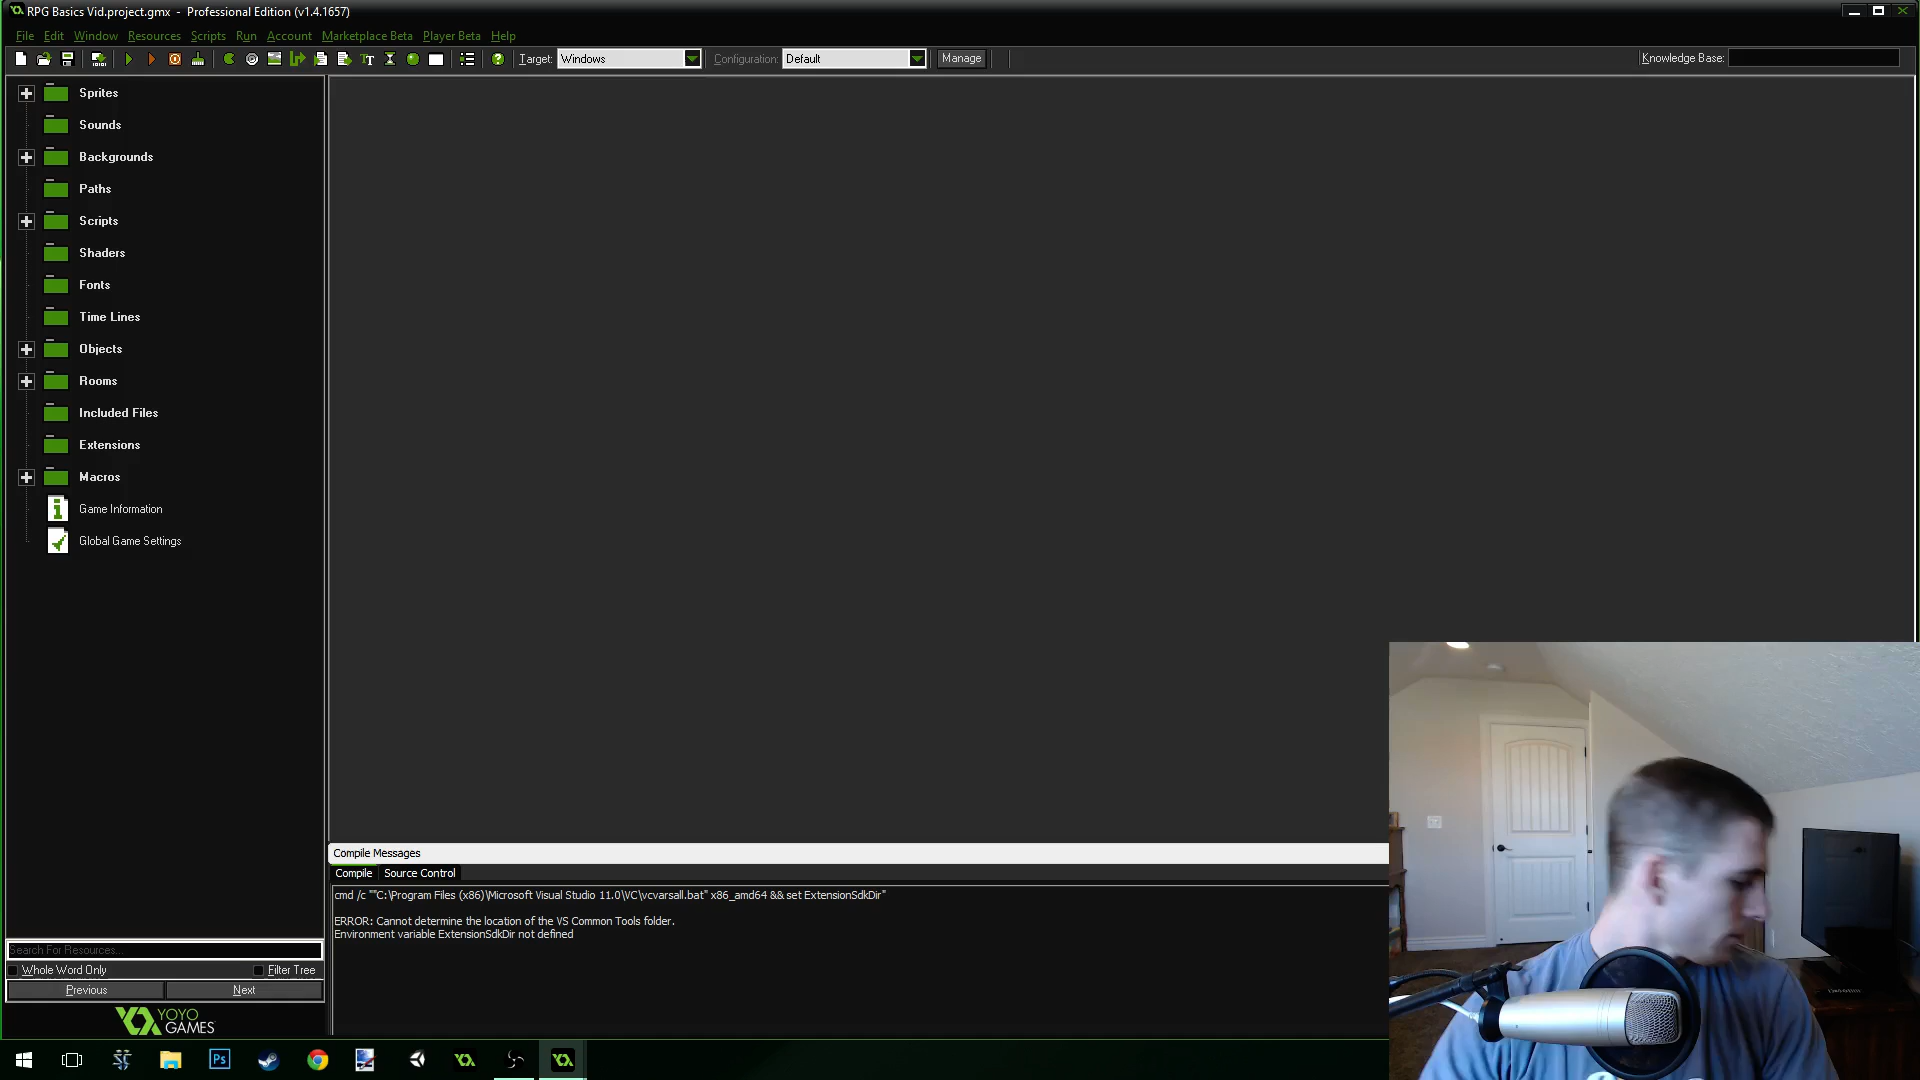 RPG Basics Vid.project.gmx - Professional Edition (v1.4.1657)
File Edit Window Resources Scripts Run Account Marketplace Beta Player Beta Help
Target: Windows Configuration: Default Manage Knowledge Base:
Sprites
Sounds
Backgrounds
Paths
Scripts
Shaders
Fonts
Time Lines
Objects
Rooms
Included Files
Extensions
Macros
Game Information
Global Game Settings
Compile Messages
Compile Source Control
cmd /c ""C:\Program Files (x86)\Microsoft Visual Studio 11.0\VC\vcvarsall.bat" x86_amd64 && set ExtensionSdkDir"
ERROR: Cannot determine the location of the VS Common Tools folder.
Environment variable ExtensionSdkDir not defined
Search For Resources...
Whole Word Only Filter Tree
Previous Next
YOYO
GAMES
Ps